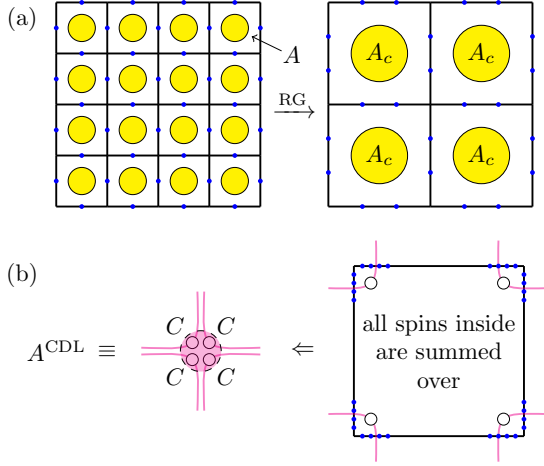 (a)
A
RG
A_c A_c
A_c A_c
(b)
C C
A^CDL ≡ ⇐
C C
all spins inside
are summed
over